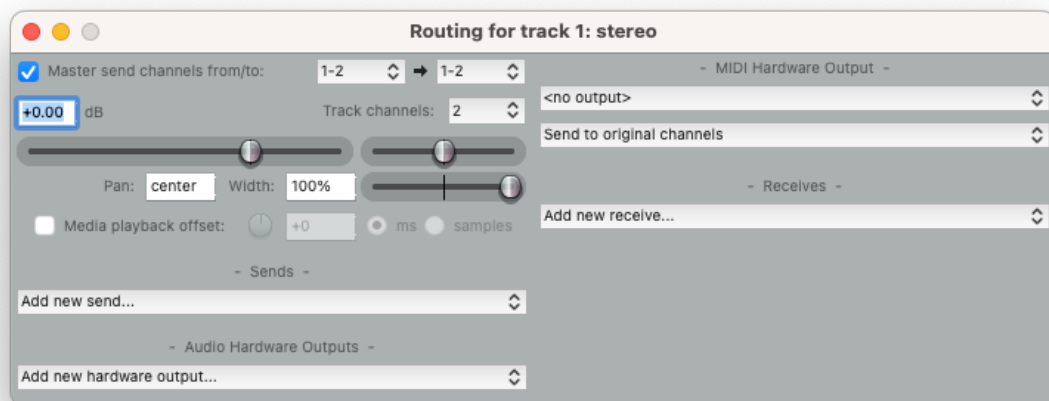 Routing for track 1: stereo
Master send channels from/to: 1-2 → 1-2
+0.00 dB
Track channels: 2
Pan: center Width: 100%
Media playback offset: +0 ms samples
- Sends -
Add new send...
- Audio Hardware Outputs -
Add new hardware output...
- MIDI Hardware Output -
<no output>
Send to original channels
- Receives -
Add new receive...